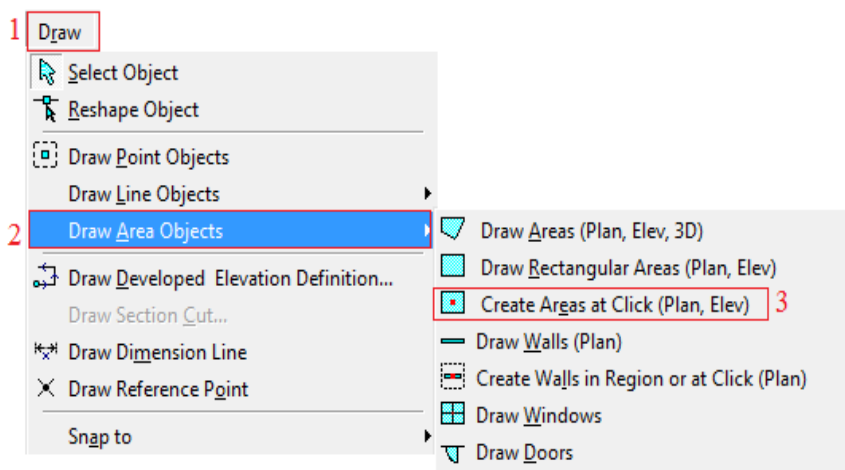 1 Draw
Select Object
Reshape Object
Draw Point Objects
Draw Line Objects
2 Draw Area Objects
Draw Developed Elevation Definition...
Draw Section Cut...
Draw Dimension Line
Draw Reference Point
Snap to
Draw Areas (Plan, Elev, 3D)
Draw Rectangular Areas (Plan, Elev)
Create Areas at Click (Plan, Elev) 3
Draw Walls (Plan)
Create Walls in Region or at Click (Plan)
Draw Windows
Draw Doors